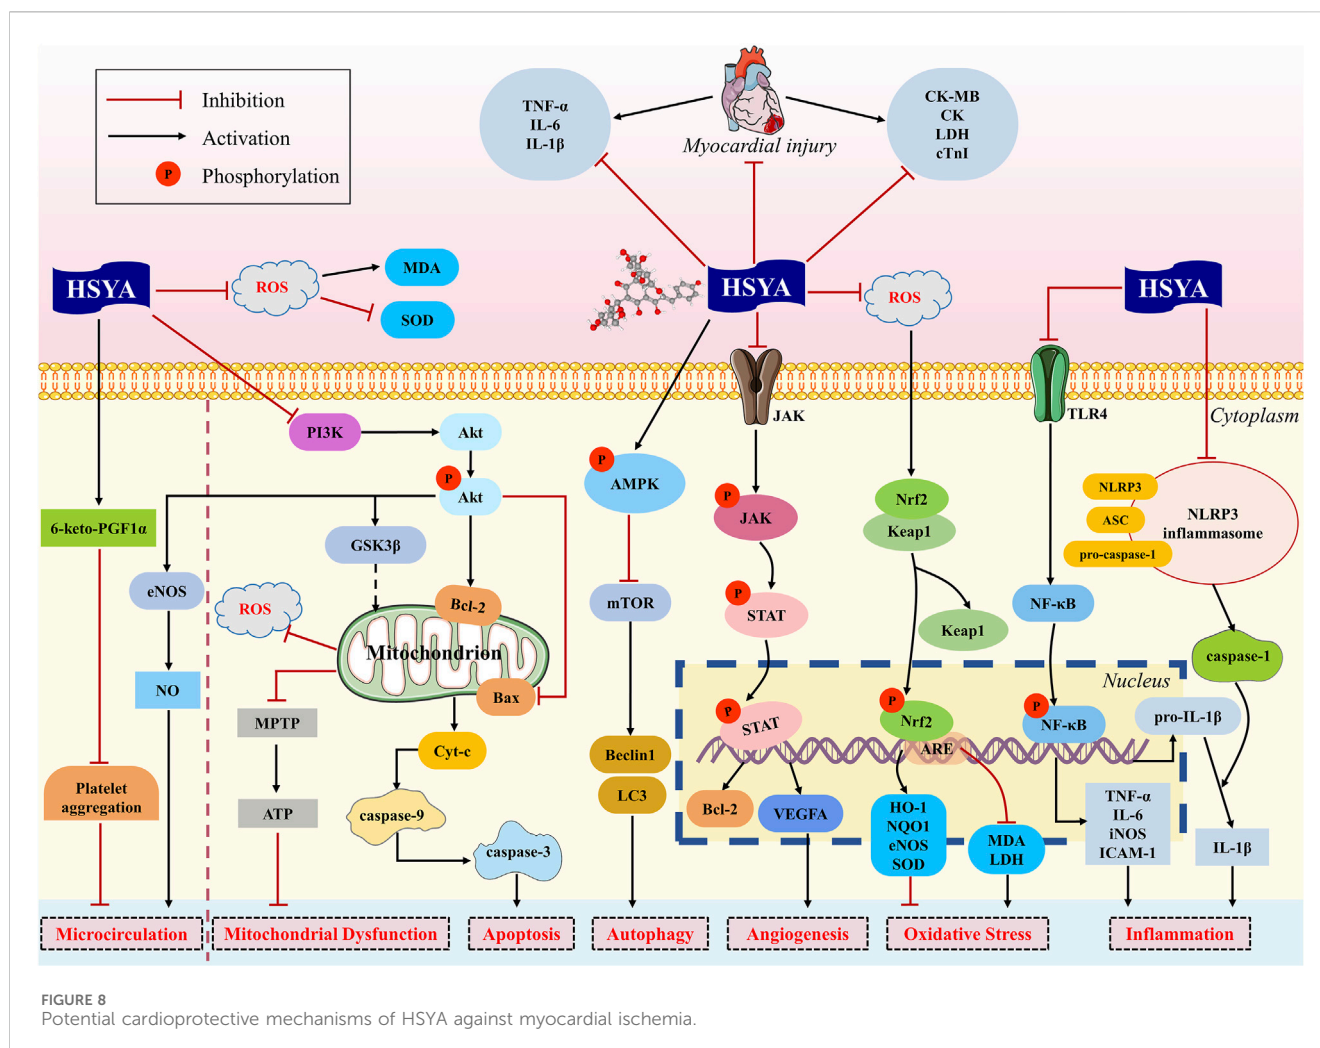 Inhibition
Activation
P
Phosphorylation
TNF-α
IL-6
IL-1β
Myocardial injury
CK-MB
CK
LDH
cTnI
HSYA
ROS
MDA
SOD
HSYA
ROS
HSYA
JAK
TLR4
Cytoplasm
PI3K
Akt
P
Akt
P
AMPK
P
JAK
Nrf2
Keap1
NLRP3
ASC
pro-caspase-1
NLRP3
inflammasome
6-keto-PGF1α
GSK3β
eNOS
ROS
Bcl-2
Mitochondrion
Bax
mTOR
P
STAT
Keap1
NF-κB
caspase-1
Nucleus
NO
MPTP
Cyt-c
P
STAT
P
Nrf2
ARE
P
NF-κB
pro-IL-1β
Platelet
aggregation
ATP
caspase-9
caspase-3
Beclin1
LC3
Bcl-2
VEGFA
HO-1
NQO1
eNOS
SOD
MDA
LDH
TNF-α
IL-6
iNOS
ICAM-1
IL-1β
Microcirculation
Mitochondrial Dysfunction
Apoptosis
Autophagy
Angiogenesis
Oxidative Stress
Inflammation
FIGURE 8
Potential cardioprotective mechanisms of HSYA against myocardial ischemia.